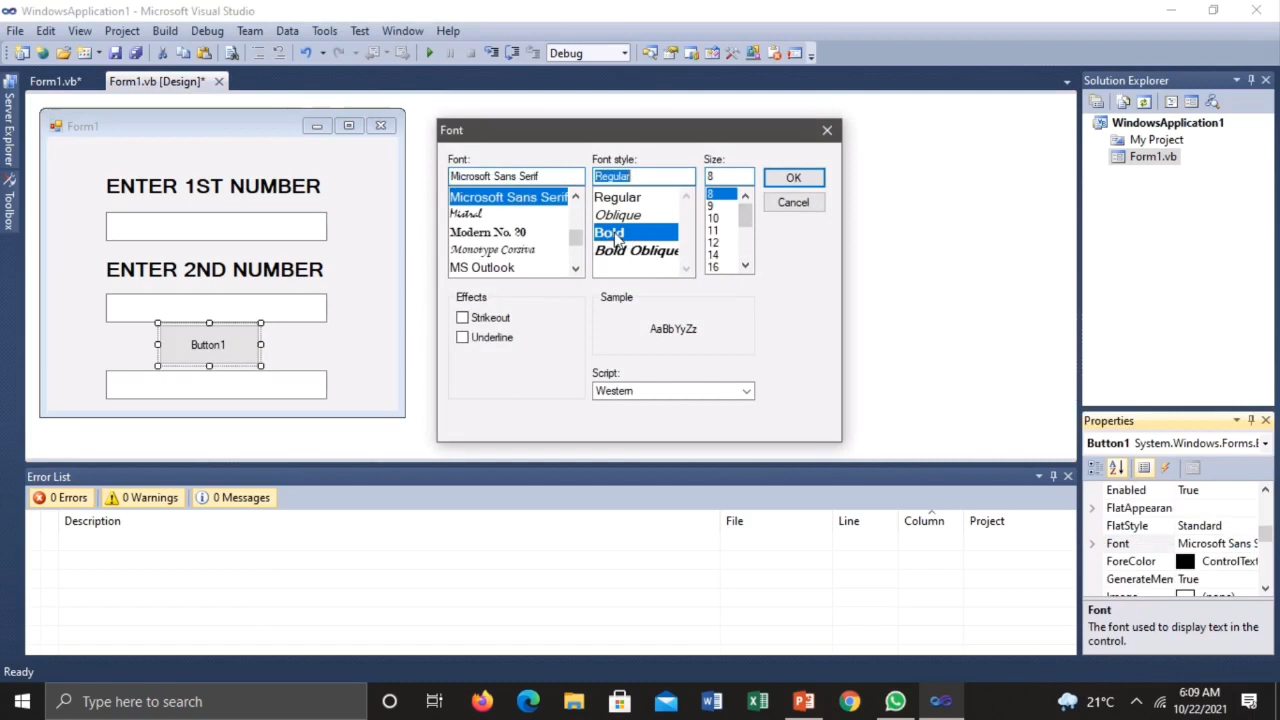 WindowsApplication1 - Microsoft Visual Studio
File Edit View Project Build Debug Team Data Tools Test Window Help
Debug
Server Explorer
Toolbox
Form1.vb*
Form1.vb [Design]*
Form1
ENTER 1ST NUMBER
ENTER 2ND NUMBER
Button1
Font
Font:
Microsoft Sans Serif
Microsoft Sans Serif
Mistral
Modern No. 20
Monotype Corsiva
MS Outlook
Font style:
Regular
Regular
Oblique
Bold
Bold Oblique
Size:
8
8
9
10
11
12
14
16
OK
Cancel
Effects
Strikeout
Underline
Sample
AaBbYyZz
Script:
Western
Solution Explorer
WindowsApplication1
My Project
Form1.vb
Properties
Button1 System.Windows.Forms.E
Enabled True
FlatAppearan
FlatStyle Standard
Font Microsoft Sans S
ForeColor ControlText
GenerateMen True
Image (none)
Font
The font used to display text in the
control.
Error List
0 Errors 0 Warnings 0 Messages
Description File Line Column Project
Ready
Type here to search
21°C
6:09 AM
10/22/2021